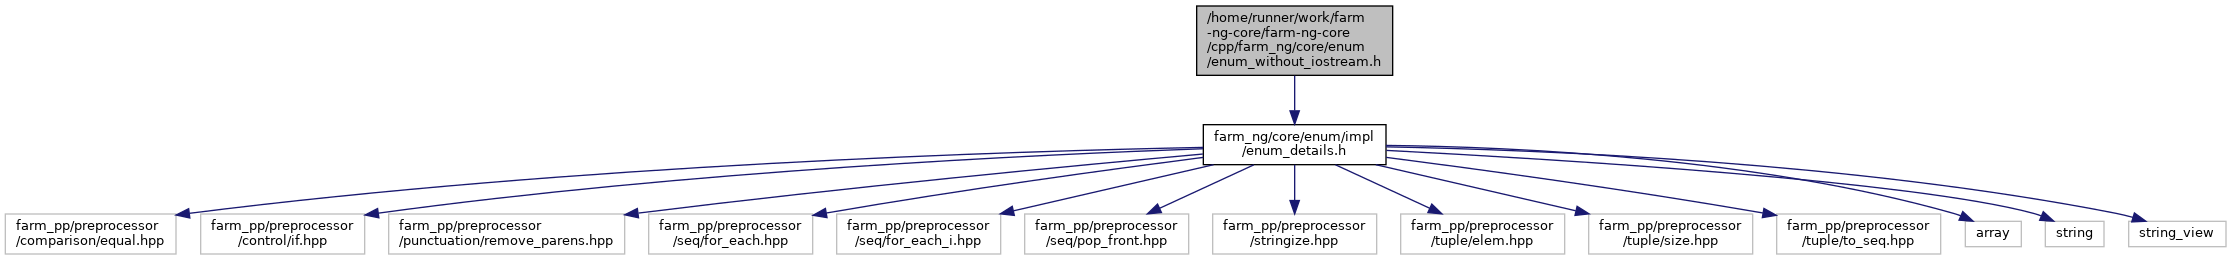 /home/runner/work/farm
-ng-core/farm-ng-core
/cpp/farm_ng/core/enum
/enum_without_iostream.h
farm_ng/core/enum/impl
/enum_details.h
farm_pp/preprocessor
/comparison/equal.hpp
farm_pp/preprocessor
/control/if.hpp
farm_pp/preprocessor
/punctuation/remove_parens.hpp
farm_pp/preprocessor
/seq/for_each.hpp
farm_pp/preprocessor
/seq/for_each_i.hpp
farm_pp/preprocessor
/seq/pop_front.hpp
farm_pp/preprocessor
/stringize.hpp
farm_pp/preprocessor
/tuple/elem.hpp
farm_pp/preprocessor
/tuple/size.hpp
farm_pp/preprocessor
/tuple/to_seq.hpp
array
string
string_view